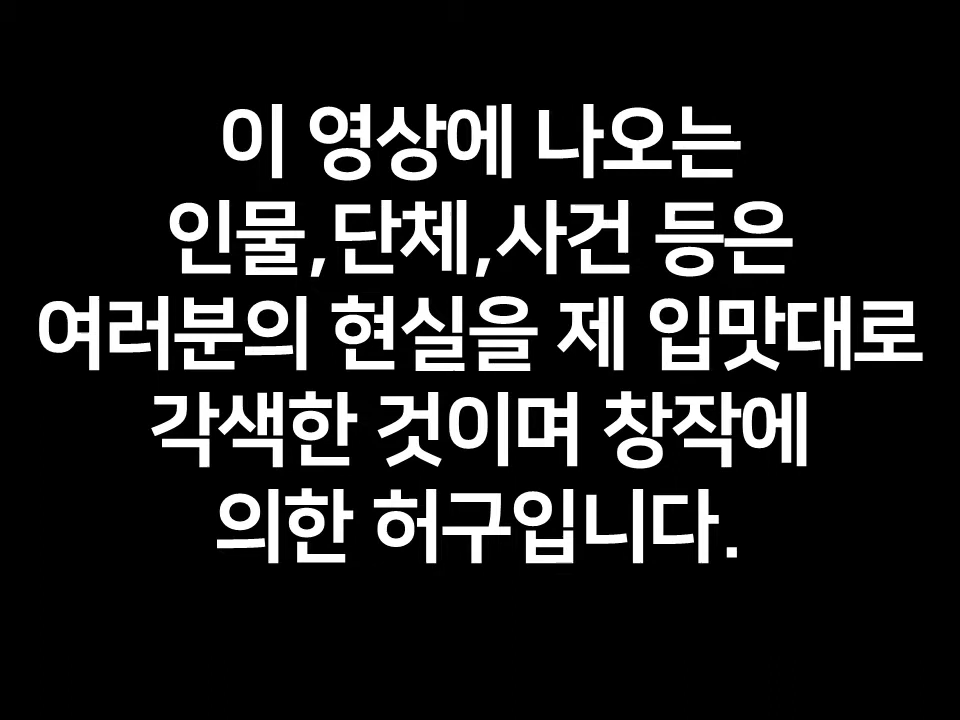 이 영상에 나오는
인물,단체,사건 등은
여러분의 현실을 제 입맛대로
각색한 것이며 창작에
의한 허구입니다.